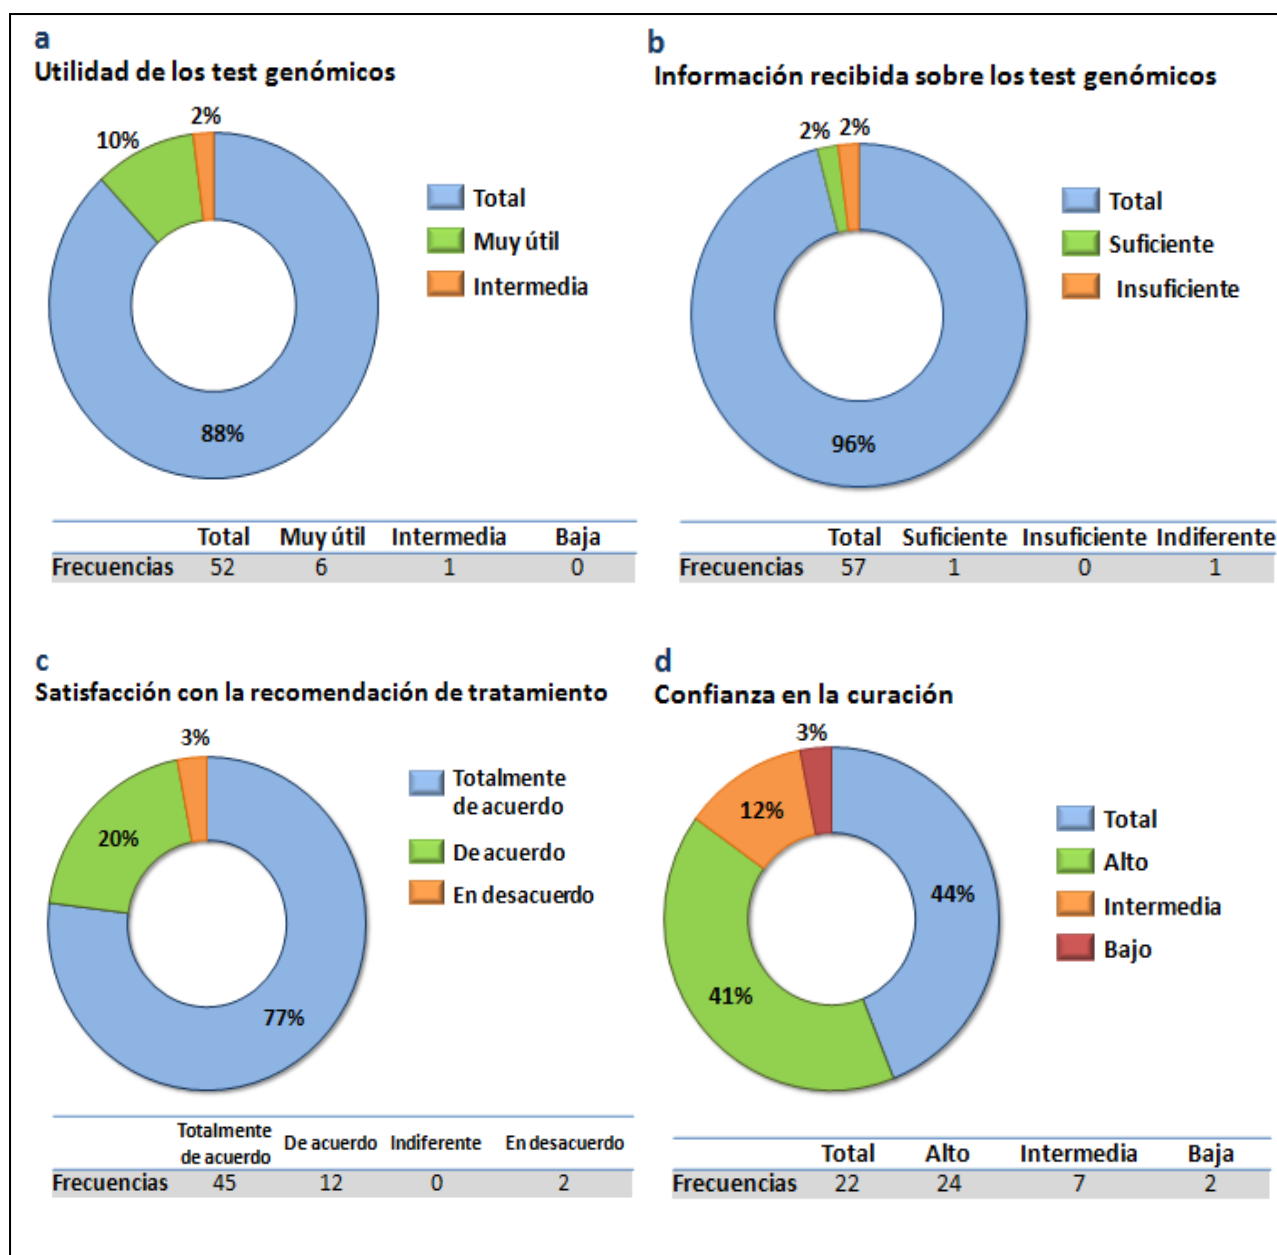 a
Utilidad de los test genómicos
2%
10%
88%
Total
Muy útil
Intermedia
Total Muy útil Intermedia Baja
Frecuencias 52 6 1 0
b
Información recibida sobre los test genómicos
2% 2%
96%
Total
Suficiente
Insuficiente
Total Suficiente Insuficiente Indiferente
Frecuencias 57 1 0 1
c
Satisfacción con la recomendación de tratamiento
3%
20%
77%
Totalmente
de acuerdo
De acuerdo
En desacuerdo
Totalmente
de acuerdo De acuerdo Indiferente En desacuerdo
Frecuencias 45 12 0 2
d
Confianza en la curación
3%
12%
44%
41%
Total
Alto
Intermedia
Bajo
Total Alto Intermedia Baja
Frecuencias 22 24 7 2